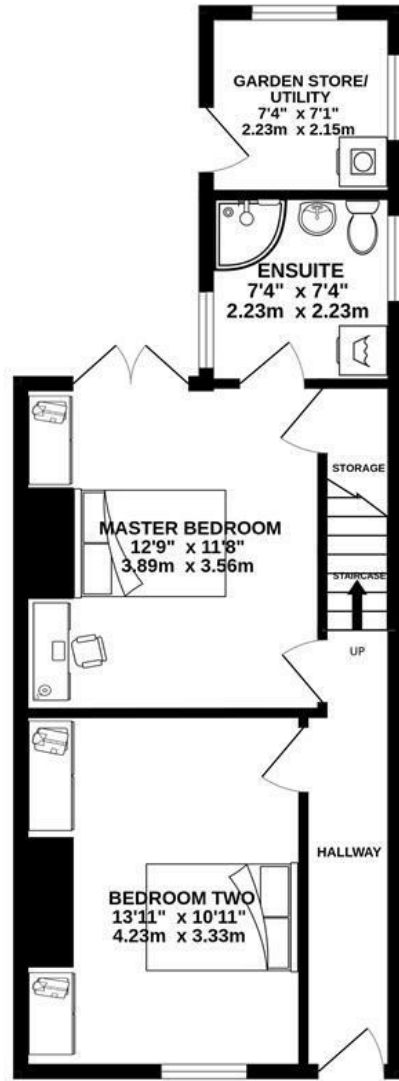 GARDEN STORE/
UTILITY
7'4" x 7'1"
2.23m x 2.15m
ENSUITE
7'4" x 7'4"
2.23m x 2.23m
STORAGE
MASTER BEDROOM
12'9" x 11'8"
3.89m x 3.56m
STAIRCASE
UP
HALLWAY
BEDROOM TWO
13'11" x 10'11"
4.23m x 3.33m